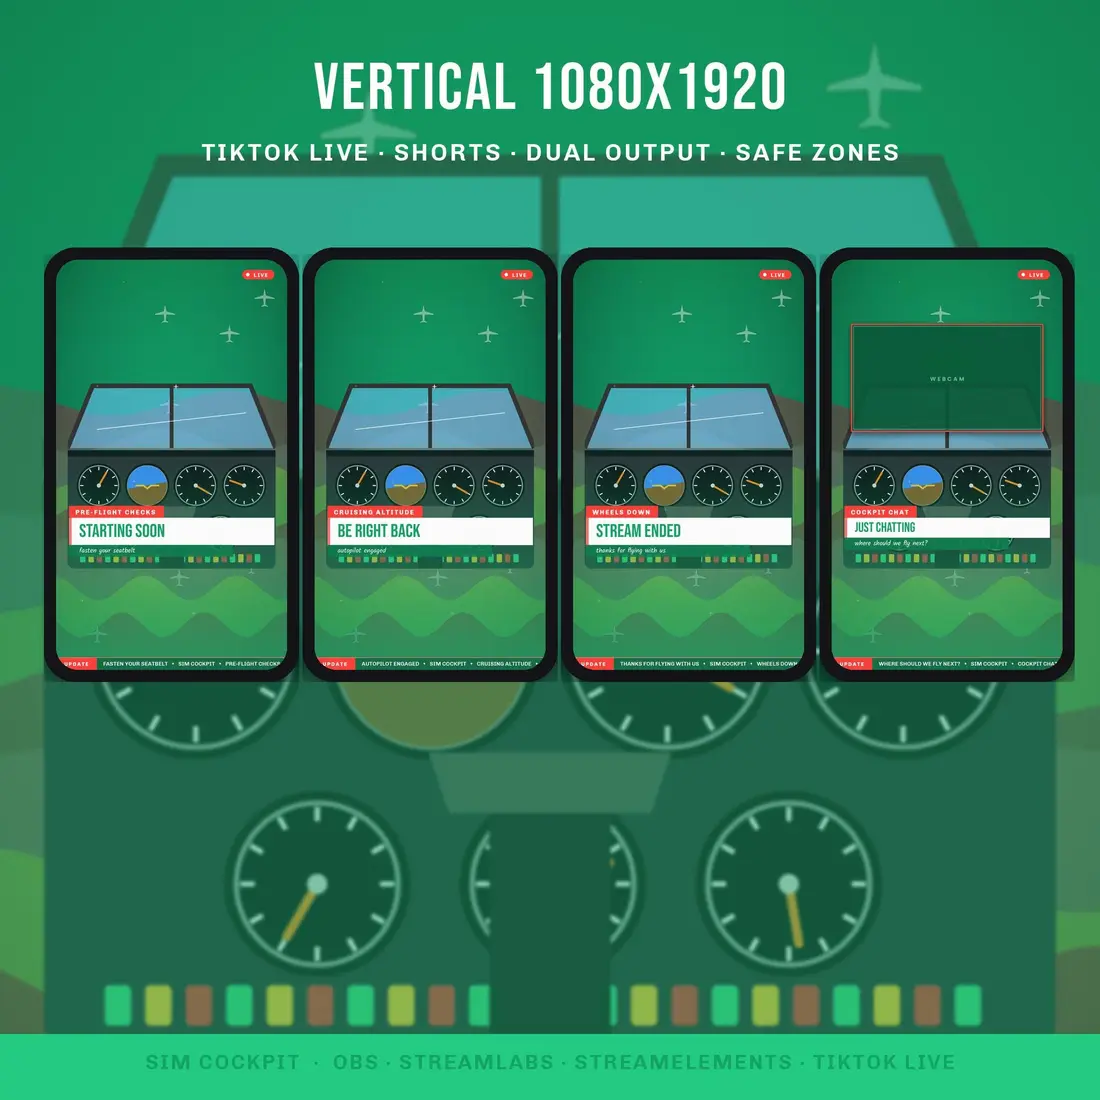 VERTICAL 1080X1920
TIKTOK LIVE · SHORTS · DUAL OUTPUT · SAFE ZONES
LIVE
PRE-FLIGHT CHECKS
STARTING SOON
fasten your seatbelt
UPDATE FASTEN YOUR SEATBELT • SIM COCKPIT • PRE-FLIGHT CHECKS
LIVE
CRUISING ALTITUDE
BE RIGHT BACK
autopilot engaged
UPDATE AUTOPILOT ENGAGED • SIM COCKPIT • CRUISING ALTITUDE •
LIVE
WHEELS DOWN
STREAM ENDED
thanks for flying with us
UPDATE THANKS FOR FLYING WITH US • SIM COCKPIT • WHEELS DOWN
LIVE
WEBCAM
COCKPIT CHAT
JUST CHATTING
where should we fly next?
UPDATE WHERE SHOULD WE FLY NEXT? • SIM COCKPIT • COCKPIT CHAT
SIM COCKPIT · OBS · STREAMLABS · STREAMELEMENTS · TIKTOK LIVE